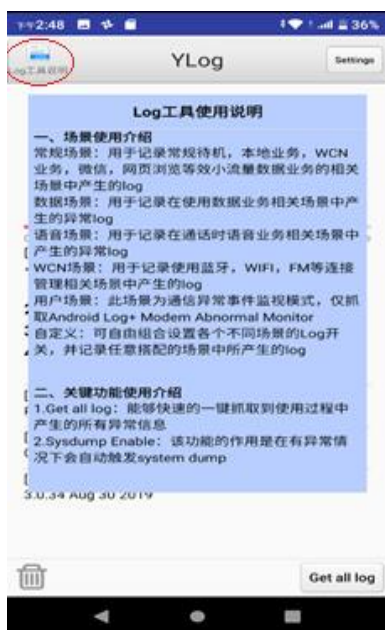 下午2:48
36%
Log工具说明
YLog
Settings
Log工具使用说明
一、场景使用介绍
常规场景：用于记录常规待机，本地业务，WCN
业务，微信，网页浏览等效小流量数据业务的相关
场景中产生的log
数据场景：用于记录在使用数据业务相关场景中产
生的异常log
语音场景：用于记录在通话时语音业务相关场景中
产生的异常log
WCN场景：用于记录使用蓝牙，WIFI，FM等连接
管理相关场景中产生的log
用户场景：此场景为通信异常事件监视模式，仅抓
取Android Log+ Modem Abnormal Monitor
自定义：可自由组合设置各个不同场景的Log开
关，并记录任意搭配的场景中所产生的log
二、关键功能使用介绍
1.Get all log：能够快速的一键抓取到使用过程中
产生的所有异常信息
2.Sysdump Enable：该功能的作用是在有异常情
况下会自动触发system dump
3.0.34 Aug 30 2019
Get all log